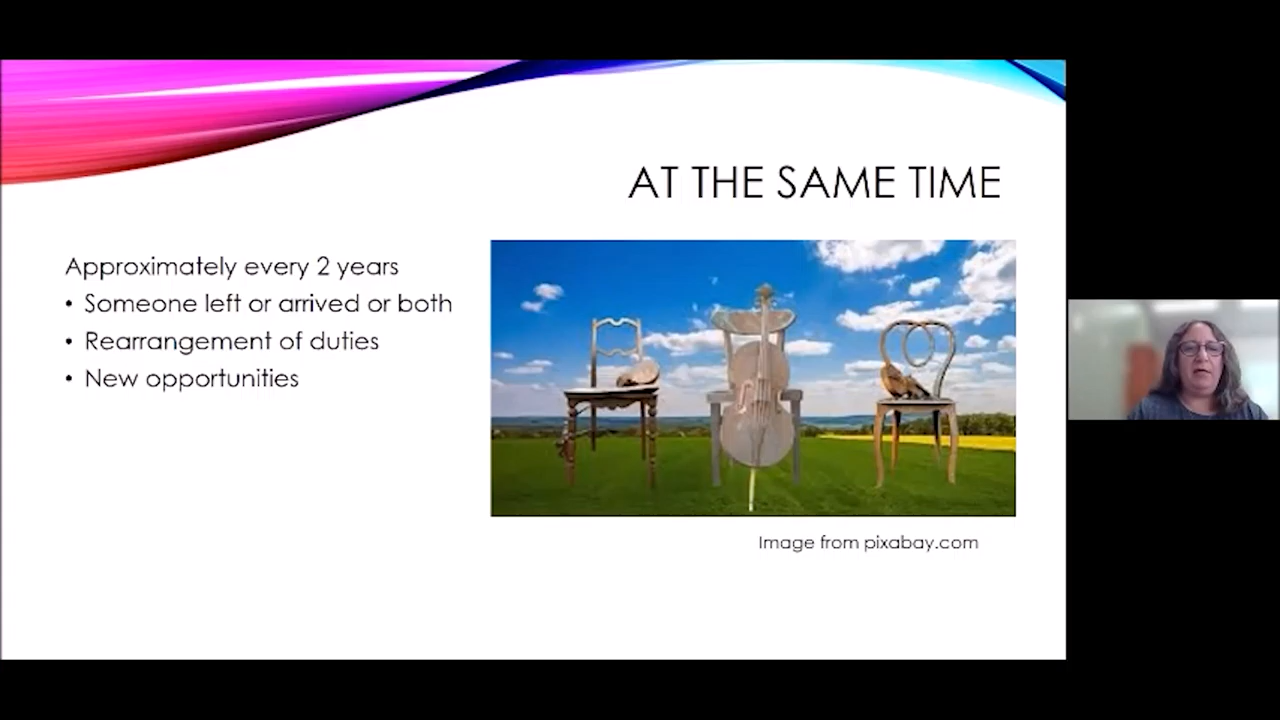 AT THE SAME TIME
Approximately every 2 years
• Someone left or arrived or both
• Rearrangement of duties
• New opportunities
Image from pixabay.com